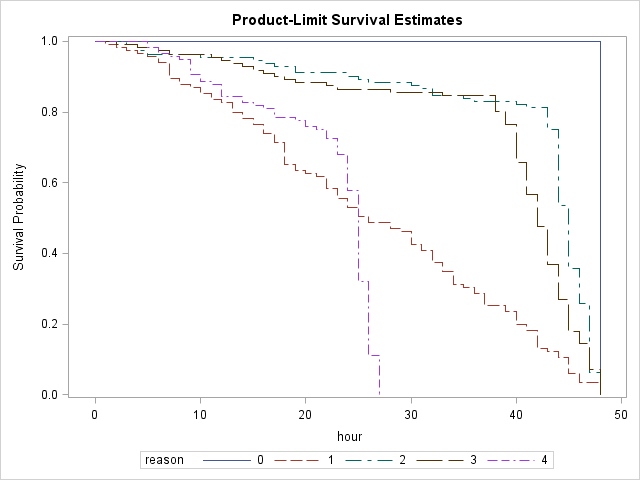 Product-Limit Survival Estimates
1.0
0.8
0.6
0.4
0.2
0.0
Survival Probability
0 10 20 30 40 50
hour
reason 0 1 2 3 4